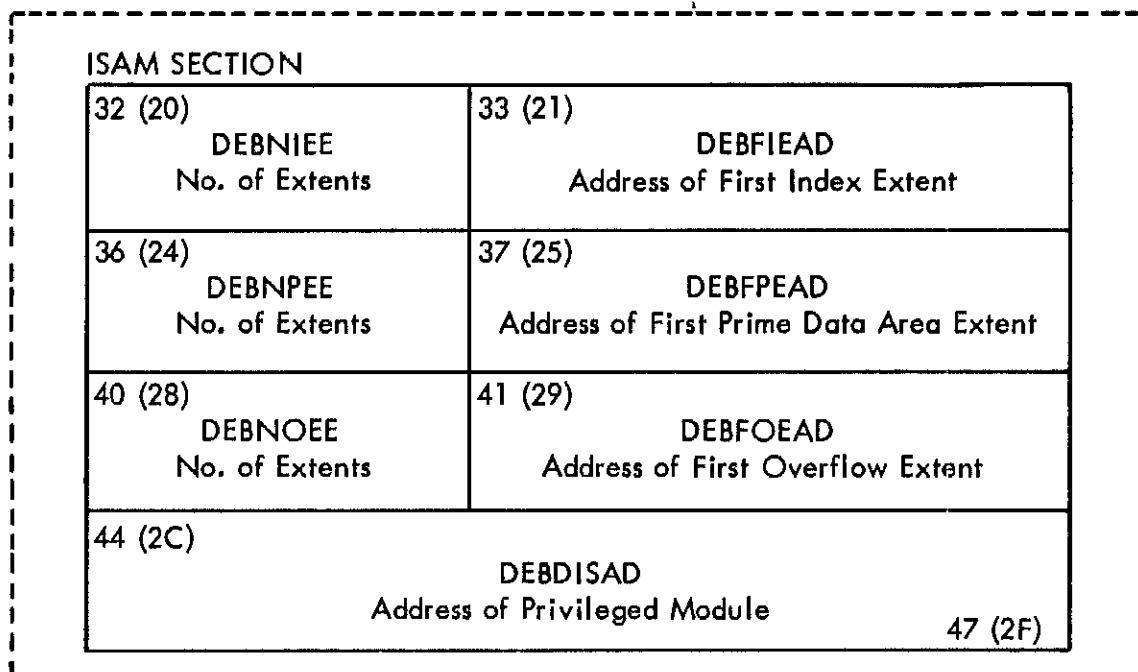 ISAM SECTION
32 (20)
DEBNIEE
No. of Extents
33 (21)
DEBFIEAD
Address of First Index Extent
36 (24)
DEBNPEE
No. of Extents
37 (25)
DEBFPEAD
Address of First Prime Data Area Extent
40 (28)
DEBNOEE
No. of Extents
41 (29)
DEBFOEAD
Address of First Overflow Extent
44 (2C)
DEBDISAD
Address of Privileged Module
47 (2F)